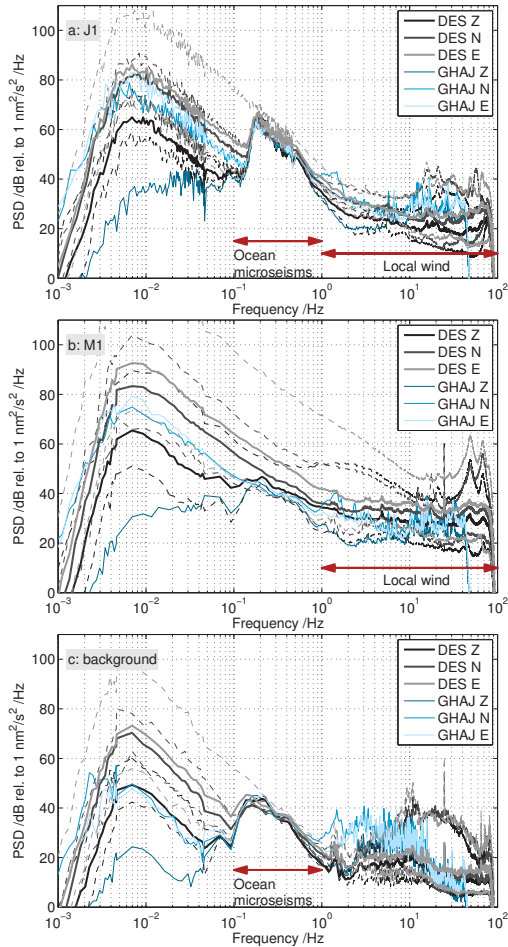 a: J1
PSD /dB rel. to 1 nm²/s² /Hz
100
80
60
40
20
0
DES Z
DES N
DES E
GHAJ Z
GHAJ N
GHAJ E
Ocean
microseisms
Local wind
10⁻³ 10⁻² 10⁻¹ 10⁰ 10¹ 10²
Frequency /Hz
b: M1
PSD /dB rel. to 1 nm²/s² /Hz
100
80
60
40
20
0
DES Z
DES N
DES E
GHAJ Z
GHAJ N
GHAJ E
Local wind
10⁻³ 10⁻² 10⁻¹ 10⁰ 10¹ 10²
Frequency /Hz
c: background
PSD /dB rel. to 1 nm²/s² /Hz
100
80
60
40
20
0
DES Z
DES N
DES E
GHAJ Z
GHAJ N
GHAJ E
Ocean
microseisms
10⁻³ 10⁻² 10⁻¹ 10⁰ 10¹ 10²
Frequency /Hz